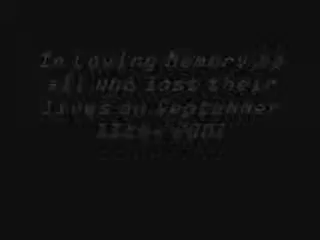 In Loving Memory of
all who lost their
lives on September
11th 2001